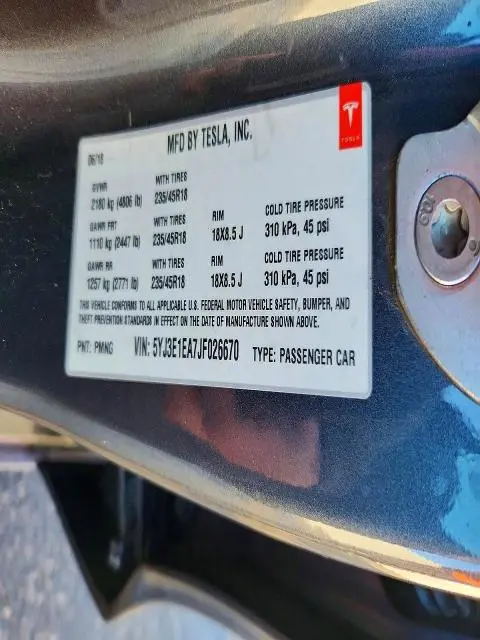 MFD BY TESLA, INC.
TESLA
06/18
GVWR WITH TIRES
2180 kg (4806 lb) 235/45R18
GAWR FRT WITH TIRES RIM COLD TIRE PRESSURE
1110 kg (2447 lb) 235/45R18 18X8.5 J 310 kPa, 45 psi
GAWR RR WITH TIRES RIM COLD TIRE PRESSURE
1257 kg (2771 lb) 235/45R18 18X8.5 J 310 kPa, 45 psi
THIS VEHICLE CONFORMS TO ALL APPLICABLE U.S. FEDERAL MOTOR VEHICLE SAFETY, BUMPER, AND
THEFT PREVENTION STANDARDS IN EFFECT ON THE DATE OF MANUFACTURE SHOWN ABOVE.
PNT: PMNG VIN: 5YJ3E1EA7JF026670 TYPE: PASSENGER CAR